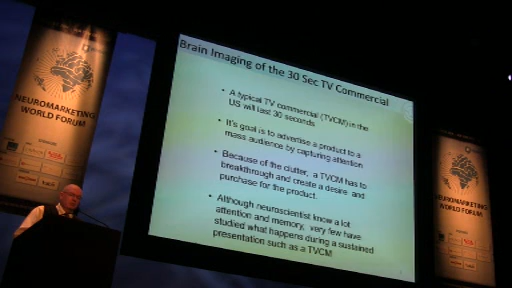 NEUROMARKETING
WORLD FORUM
Brain Imaging of the 30 Sec TV Commercial
• A typical TV commercial (TVCM) in the
US will last 30 seconds
• It's goal is to advertise a product to a
mass audience by capturing attention
• Because of the clutter, a TVCM has to
breakthrough and create a desire and
purchase for the product.
• Although neuroscientist know a lot
attention and memory, very few have
studied what happens during a sustained
presentation such as a TVCM
NEUROMARKETING
WORLD FORUM